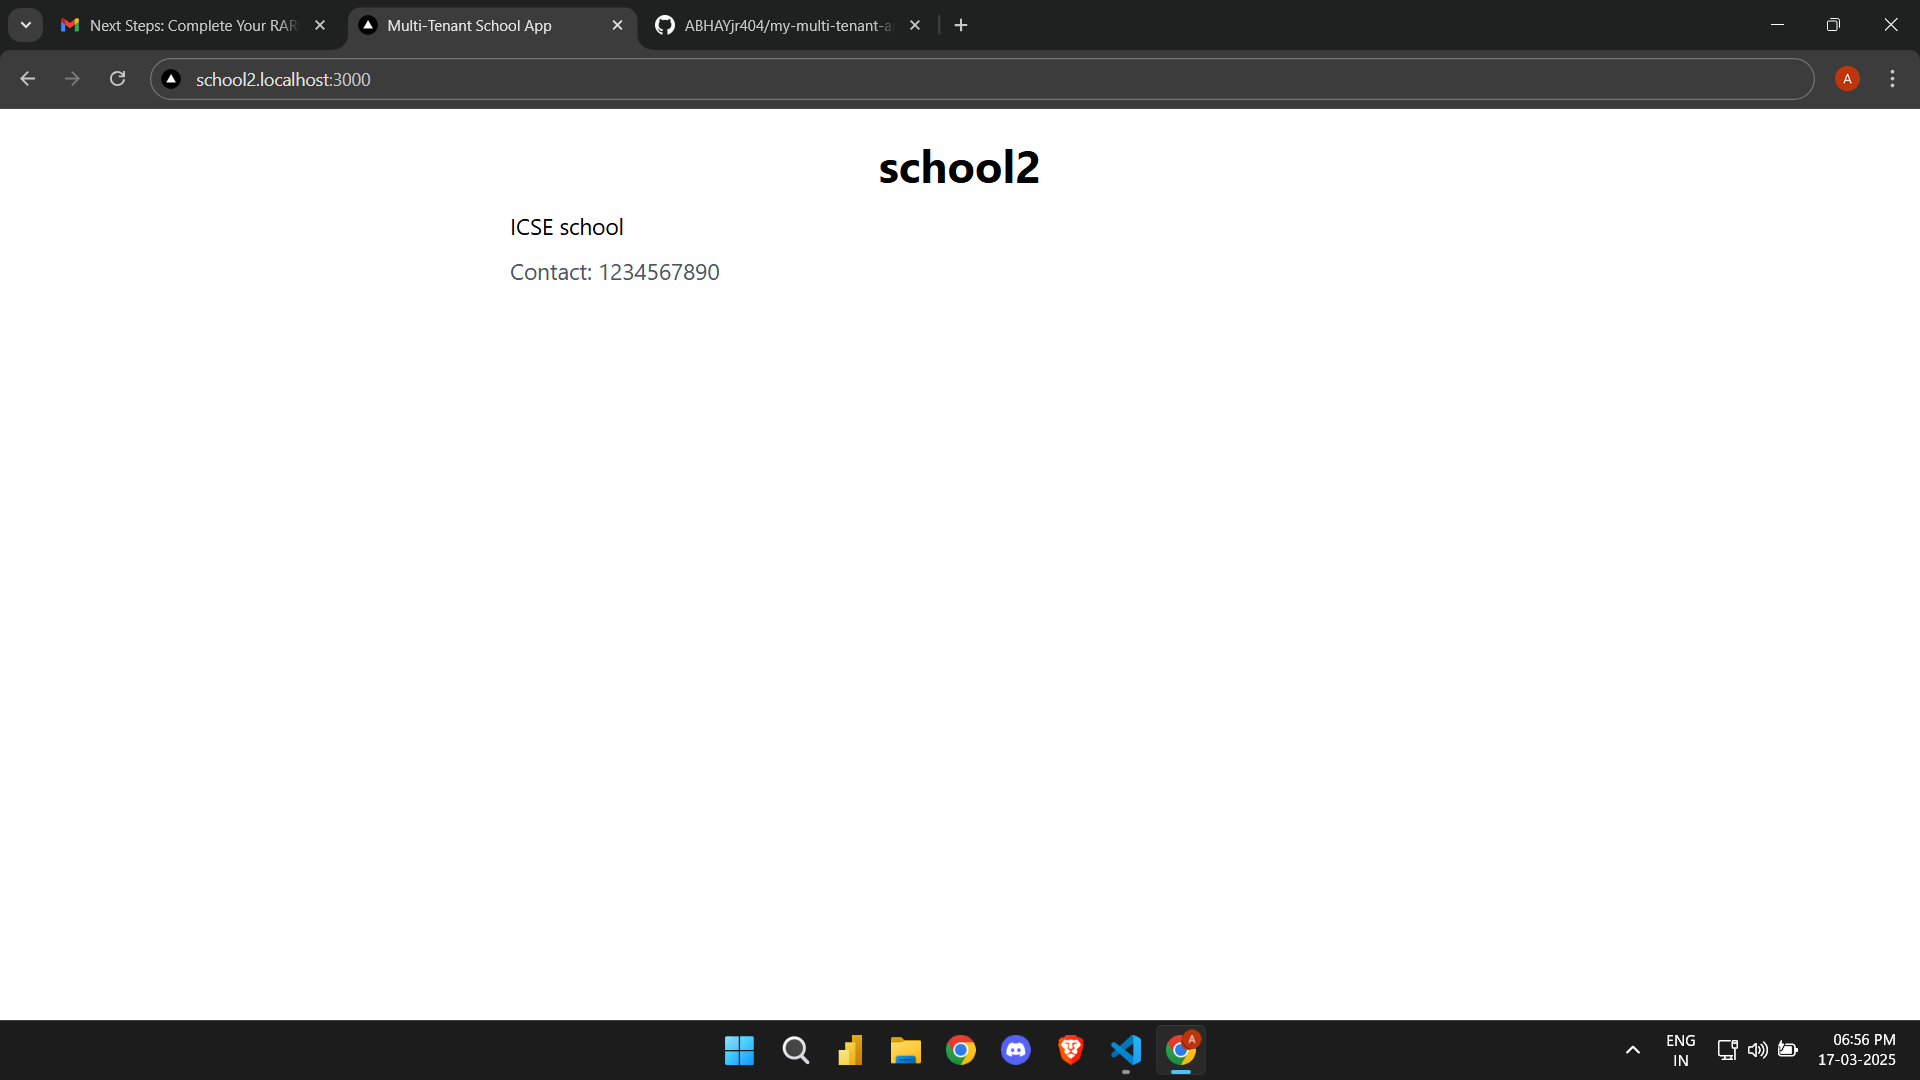 Next Steps: Complete Your RAR
Multi-Tenant School App
ABHAYjr404/my-multi-tenant-a
school2.localhost:3000
A
school2
ICSE school
Contact: 1234567890
A
ENG
IN
06:56 PM
17-03-2025